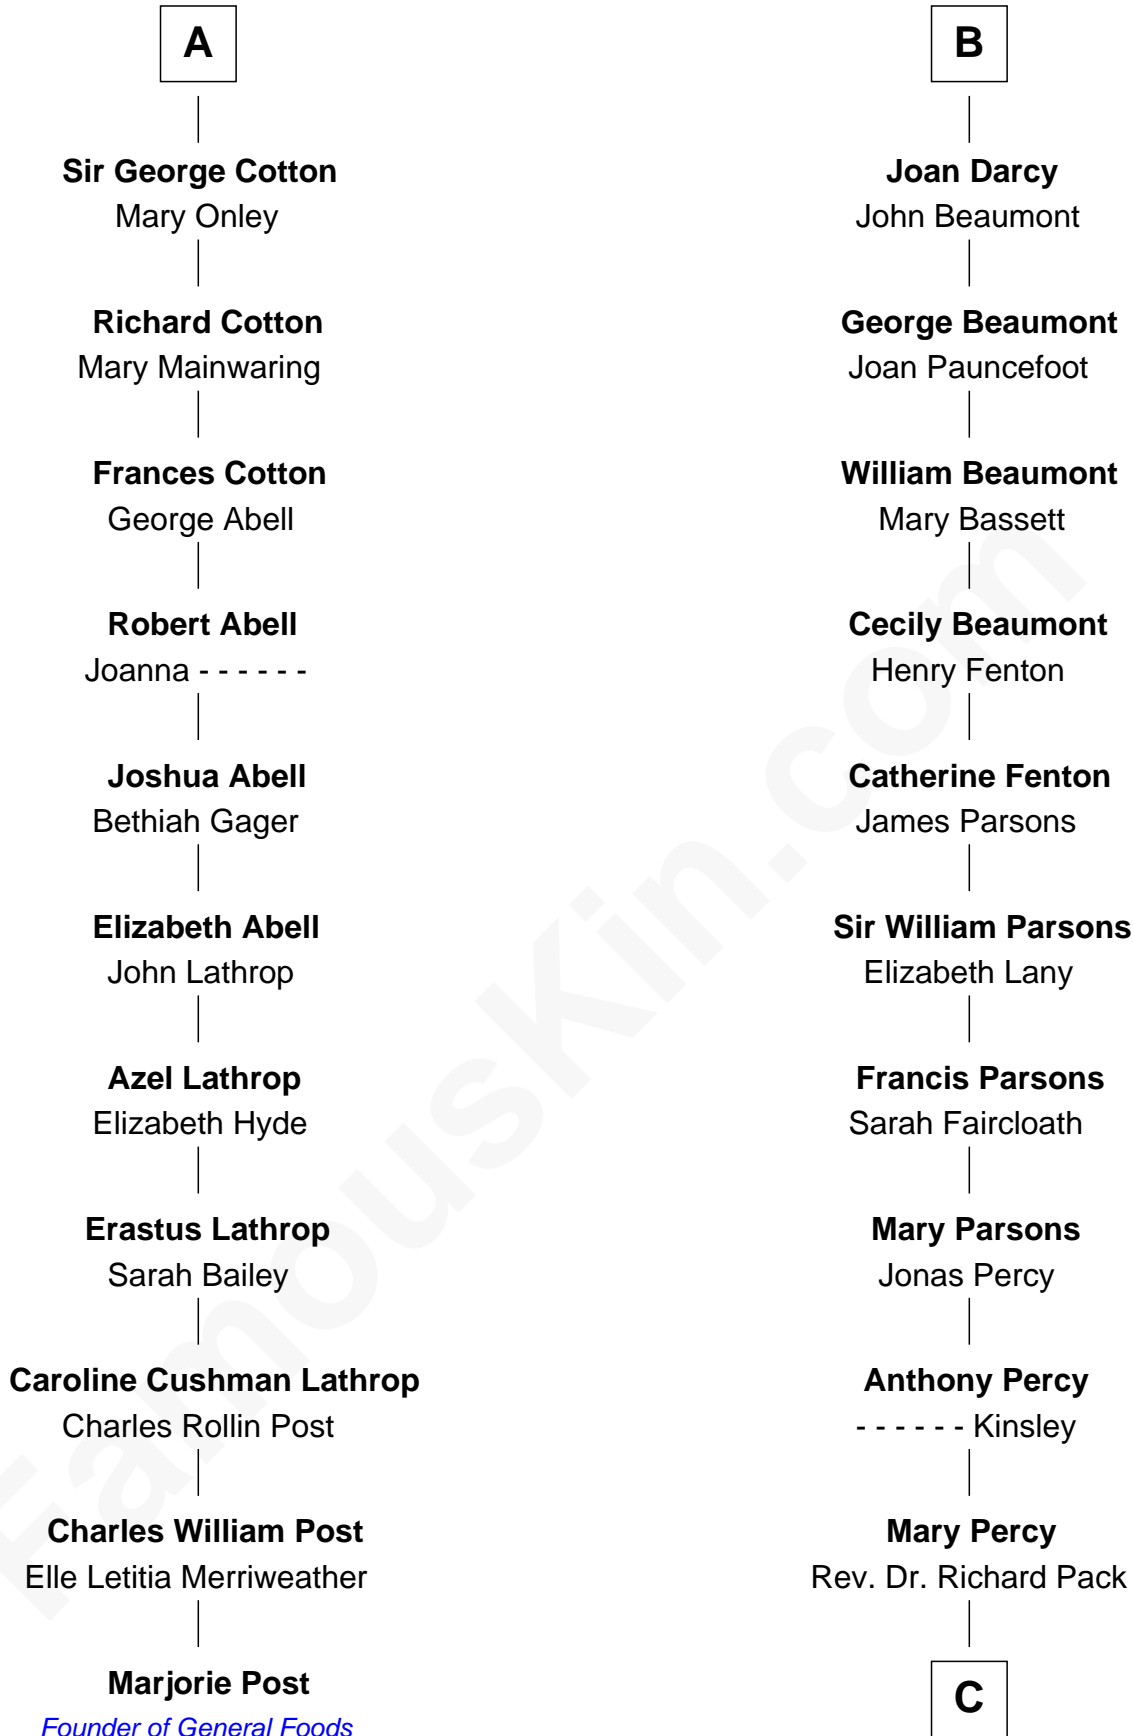 A
Sir George Cotton
Mary Onley
Richard Cotton
Mary Mainwaring
Frances Cotton
George Abell
Robert Abell
Joanna - - - - - -
Joshua Abell
Bethiah Gager
Elizabeth Abell
John Lathrop
Azel Lathrop
Elizabeth Hyde
Erastus Lathrop
Sarah Bailey
Caroline Cushman Lathrop
Charles Rollin Post
Charles William Post
Elle Letitia Merriweather
Marjorie Post
Founder of General Foods
B
Joan Darcy
John Beaumont
George Beaumont
Joan Pauncefoot
William Beaumont
Mary Bassett
Cecily Beaumont
Henry Fenton
Catherine Fenton
James Parsons
Sir William Parsons
Elizabeth Lany
Francis Parsons
Sarah Faircloath
Mary Parsons
Jonas Percy
Anthony Percy
- - - - - - Kinsley
Mary Percy
Rev. Dr. Richard Pack
C
FamousKin.com